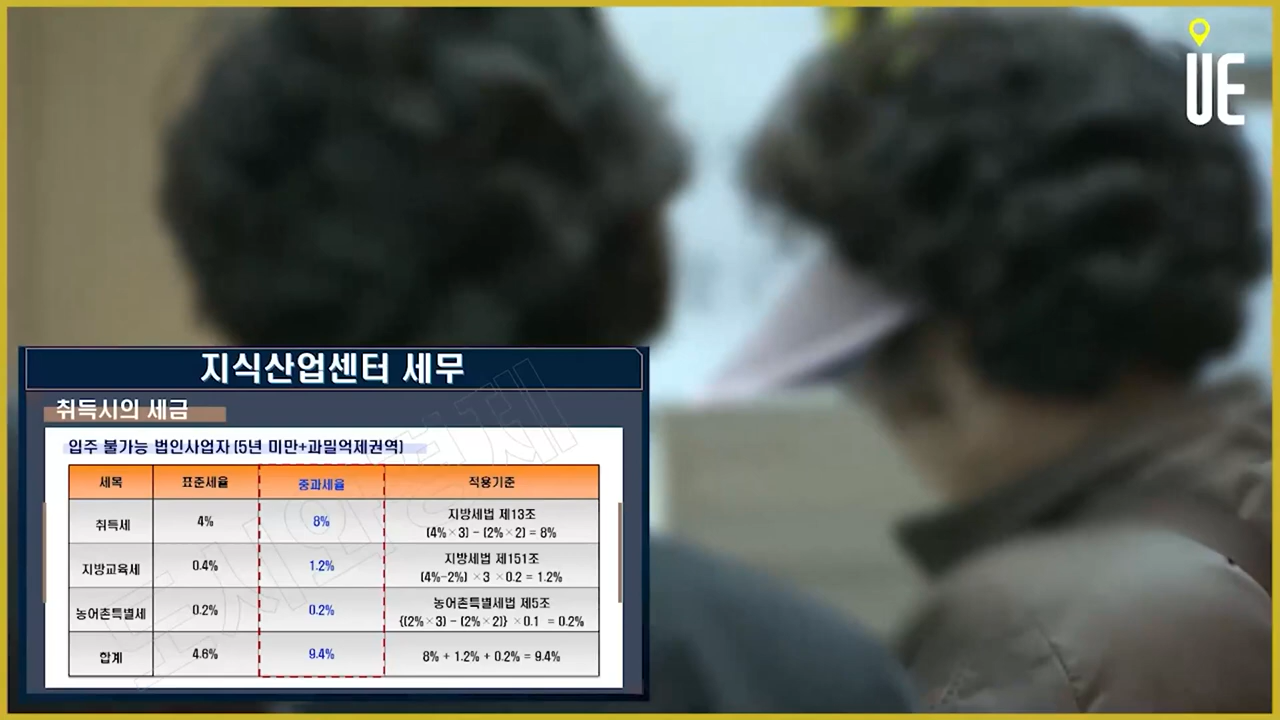 UE
지식산업센터 세무
취득시의 세금
입주 불가능 법인사업자 (5년 미만+과밀억제권역)
세목 표준세율 중과세율 적용기준
취득세 4% 8% 지방세법 제13조
(4%×3) - (2%×2) = 8%
지방교육세 0.4% 1.2% 지방세법 제151조
(4%-2%) ×3 ×0.2 = 1.2%
농어촌특별세 0.2% 0.2% 농어촌특별세법 제5조
{(2%×3) - (2%×2)} ×0.1 = 0.2%
합계 4.6% 9.4% 8% + 1.2% + 0.2% = 9.4%